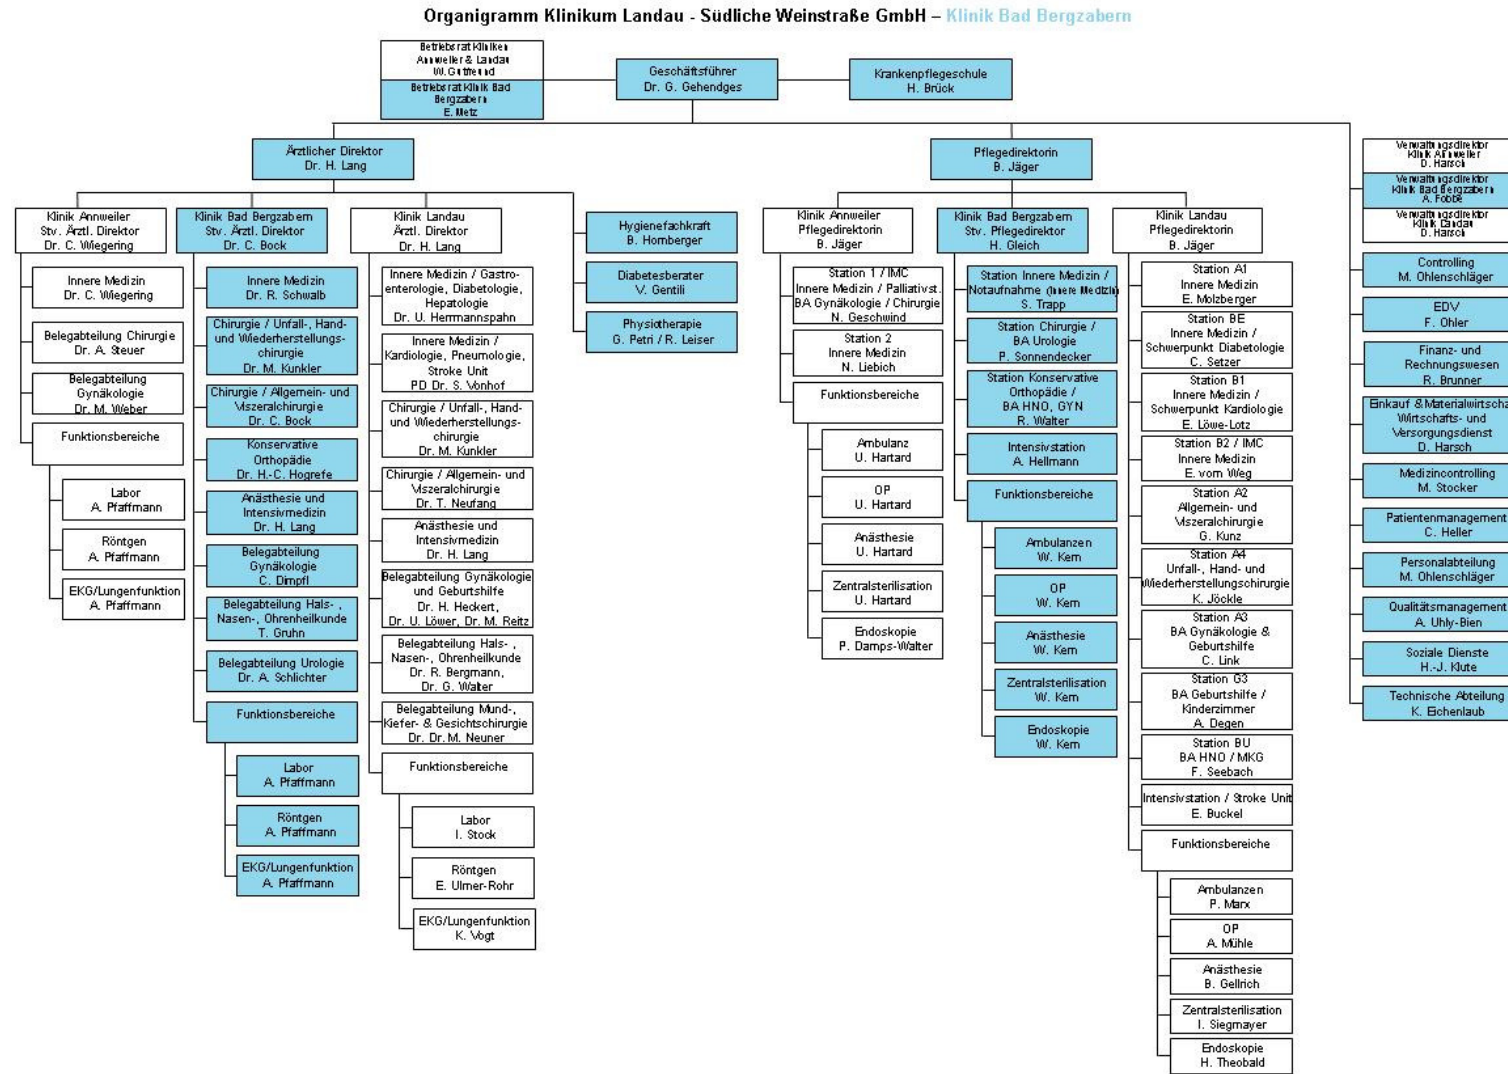 Organigramm Klinikum Landau - Südliche Weinstraße GmbH – Klinik Bad Bergzabern
Betriebsrat Kliniken
Annweiler & Landau
W. Gutfreund
Betriebsrat Klinik Bad
Bergzabern
E. Metz
Geschäftsführer
Dr. G. Gehendges
Krankenpflegeschule
H. Brück
Ärztlicher Direktor
Dr. H. Lang
Pflegedirektorin
B. Jäger
Klinik Annweiler
Stv. Ärztl. Direktor
Dr. C. Wiegering
Innere Medizin
Dr. C. Wiegering
Belegabteilung Chirurgie
Dr. A. Steuer
Belegabteilung
Gynäkologie
Dr. M. Weber
Funktionsbereiche
Labor
A. Pfaffmann
Röntgen
A. Pfaffmann
EKG/Lungenfunktion
A. Pfaffmann
Klinik Bad Bergzabern
Stv. Ärztl. Direktor
Dr. C. Bock
Innere Medizin
Dr. R. Schwalb
Chirurgie / Unfall-, Hand-
und Wiederherstellungs-
chirurgie
Dr. M. Kunkler
Chirurgie / Allgemein- und
Viszeralchirurgie
Dr. C. Bock
Konservative
Orthopädie
Dr. H.-C. Hogrefe
Anästhesie und
Intensivmedizin
Dr. H. Lang
Belegabteilung
Gynäkologie
C. Dimpfl
Belegabteilung Hals- ,
Nasen-, Ohrenheilkunde
T. Gruhn
Belegabteilung Urologie
Dr. A. Schlichter
Funktionsbereiche
Labor
A. Pfaffmann
Röntgen
A. Pfaffmann
EKG/Lungenfunktion
A. Pfaffmann
Klinik Landau
Ärztl. Direktor
Dr. H. Lang
Innere Medizin / Gastro-
enterologie, Diabetologie,
Hepatologie
Dr. U. Herrmannspahn
Innere Medizin /
Kardiologie, Pneumologie,
Stroke Unit
PD Dr. S. Vonhof
Chirurgie / Unfall-, Hand-
und Wiederherstellungs-
chirurgie
Dr. M. Kunkler
Chirurgie / Allgemein- und
Viszeralchirurgie
Dr. T. Neufang
Anästhesie und
Intensivmedizin
Dr. H. Lang
Belegabteilung Gynäkologie
und Geburtshilfe
Dr. H. Heckert,
Dr. U. Löwer, Dr. M. Reitz
Belegabteilung Hals- ,
Nasen-, Ohrenheilkunde
Dr. R. Bergmann,
Dr. G. Walter
Belegabteilung Mund-,
Kiefer- & Gesichtschirurgie
Dr. Dr. M. Neuner
Funktionsbereiche
Labor
I. Stock
Röntgen
E. Ulmer-Rohr
EKG/Lungenfunktion
K. Vogt
Hygienefachkraft
B. Hornberger
Diabetesberater
V. Gentili
Physiotherapie
G. Petri / R. Leiser
Klinik Annweiler
Pflegedirektorin
B. Jäger
Station 1 / IMC
Innere Medizin / Palliativst.
BA Gynäkologie / Chirurgie
N. Geschwind
Station 2
Innere Medizin
N. Liebich
Funktionsbereiche
Ambulanz
U. Hartard
OP
U. Hartard
Anästhesie
U. Hartard
Zentralsterilisation
U. Hartard
Endoskopie
P. Damps-Walter
Klinik Bad Bergzabern
Stv. Pflegedirektor
H. Gleich
Station Innere Medizin /
Notaufnahme (Innere Medizin)
S. Trapp
Station Chirurgie /
BA Urologie
P. Sonnendecker
Station Konservative
Orthopädie /
BA HNO, GYN
R. Walter
Intensivstation
A. Hellmann
Funktionsbereiche
Ambulanzen
W. Kern
OP
W. Kern
Anästhesie
W. Kern
Zentralsterilisation
W. Kern
Endoskopie
W. Kern
Klinik Landau
Pflegedirektorin
B. Jäger
Station A1
Innere Medizin
E. Molzberger
Station BE
Innere Medizin /
Schwerpunkt Diabetologie
C. Setzer
Station B1
Innere Medizin /
Schwerpunkt Kardiologie
E. Löwe-Lotz
Station B2 / IMC
Innere Medizin
E. vom Weg
Station A2
Allgemein- und
Viszeralchirurgie
G. Kunz
Station A4
Unfall-, Hand- und
Wiederherstellungschirurgie
K. Jöckle
Station A3
BA Gynäkologie &
Geburtshilfe
C. Link
Station G3
BA Geburtshilfe /
Kinderzimmer
A. Degen
Station BU
BA HNO / MKG
F. Seebach
Intensivstation / Stroke Unit
E. Buckel
Funktionsbereiche
Ambulanzen
P. Marx
OP
A. Mühle
Anästhesie
B. Gellrich
Zentralsterilisation
I. Siegmayer
Endoskopie
H. Theobald
Verwaltungsdirektor
Klinik Annweiler
D. Harsch
Verwaltungsdirektor
Klinik Bad Bergzabern
A. Fobbe
Verwaltungsdirektor
Klinik Landau
D. Harsch
Controlling
M. Ohlenschläger
EDV
F. Ohler
Finanz- und
Rechnungswesen
R. Brunner
Einkauf & Materialwirtscha
Wirtschafts- und
Versorgungsdienst
D. Harsch
Medizincontrolling
M. Stocker
Patientenmanagement
C. Heller
Personalabteilung
M. Ohlenschläger
Qualitätsmanagement
A. Uhly-Bien
Soziale Dienste
H.-J. Klute
Technische Abteilung
K. Eichenlaub